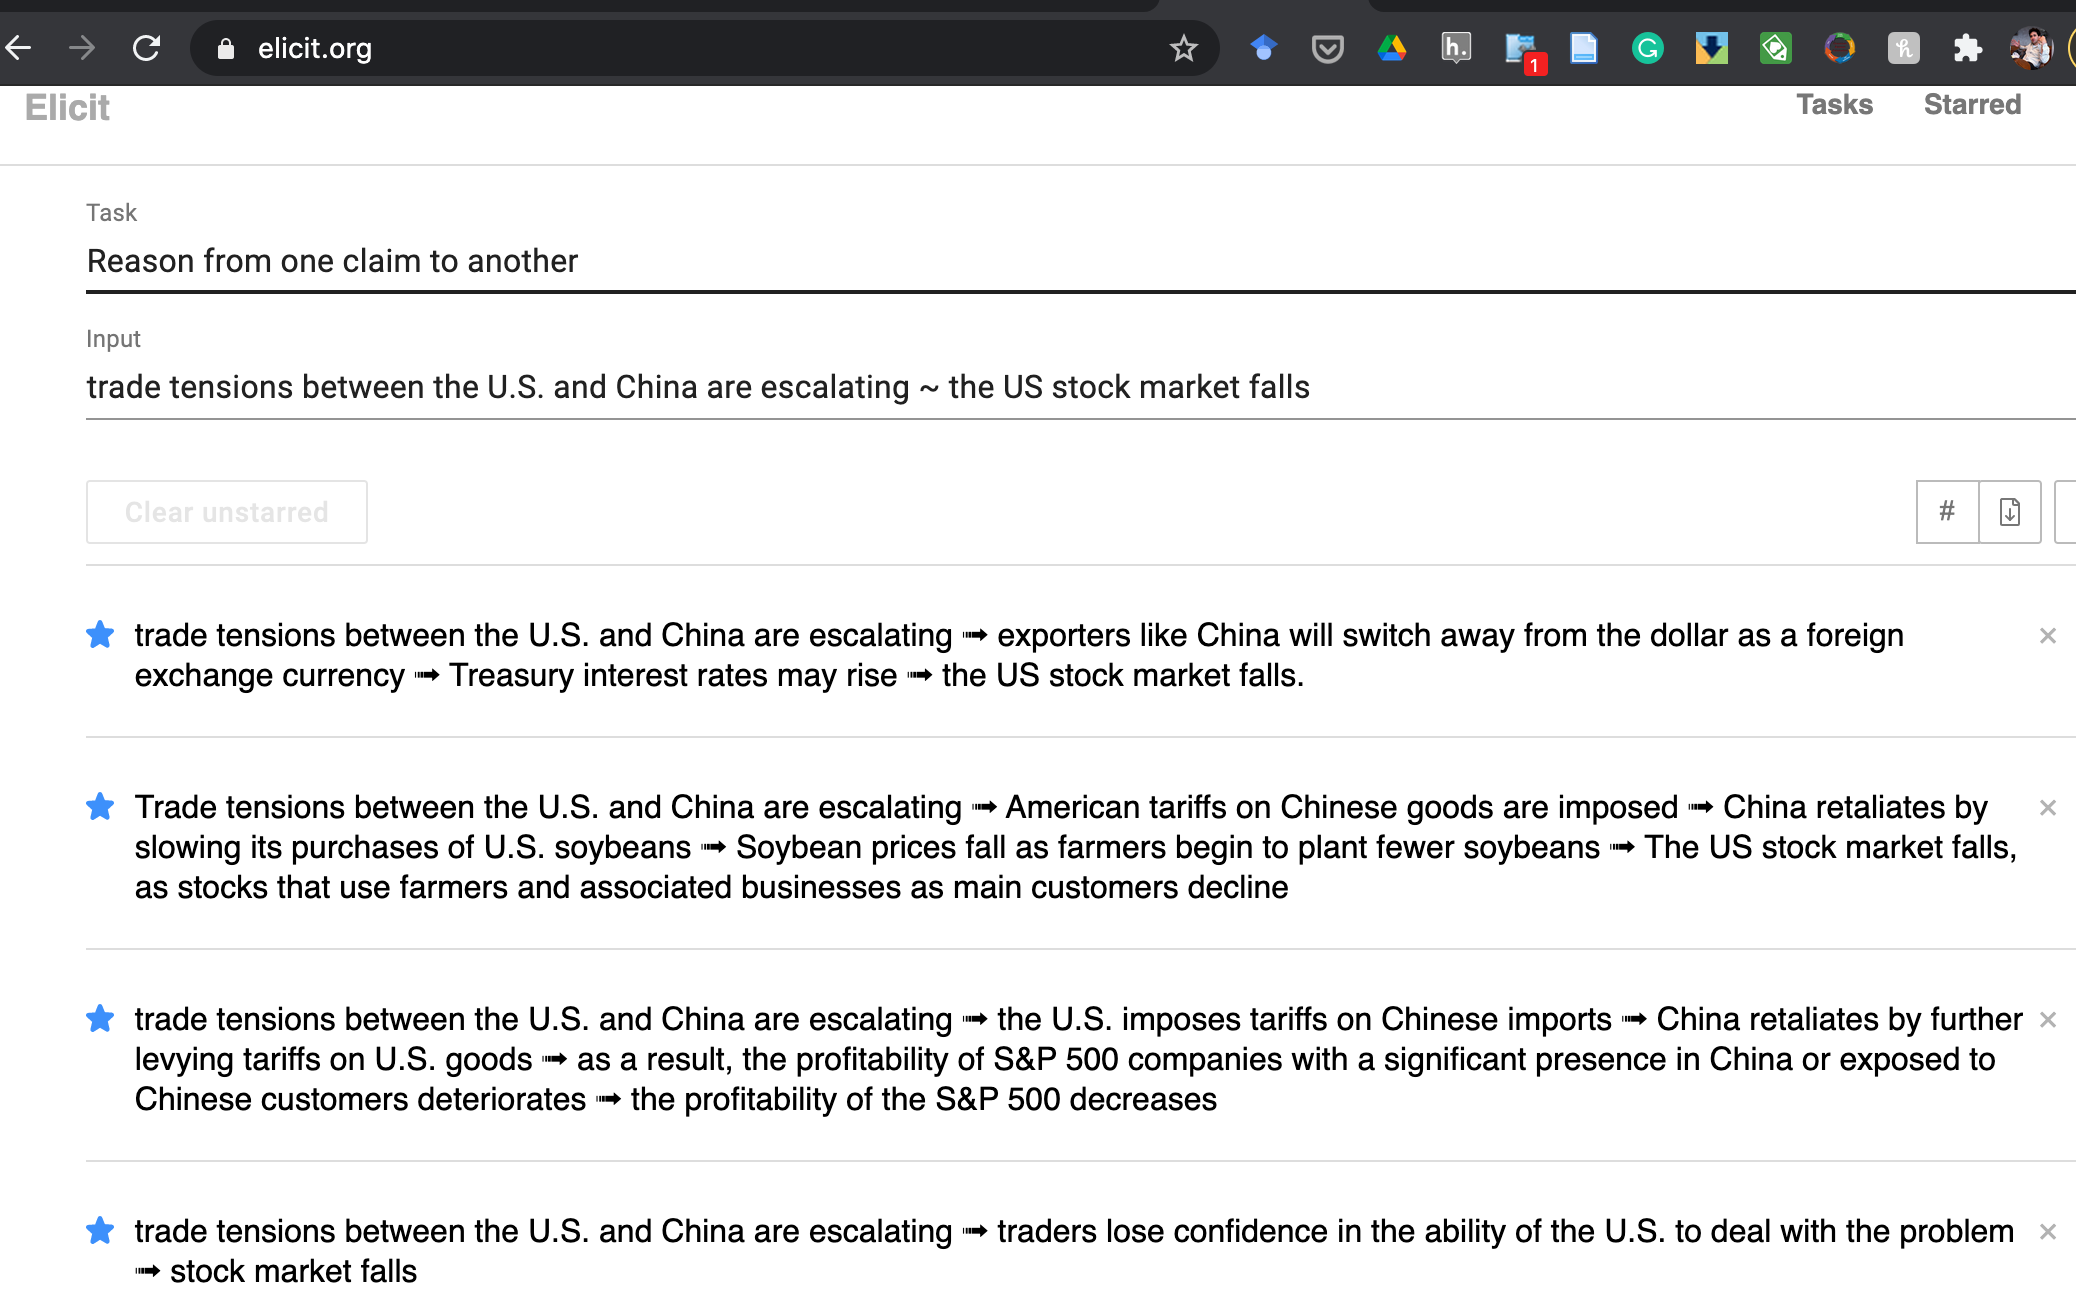 elicit.org
h.
1
G
Elicit
Tasks Starred
Task
Reason from one claim to another
Input
trade tensions between the U.S. and China are escalating ~ the US stock market falls
Clear unstarred
#
trade tensions between the U.S. and China are escalating ➟ exporters like China will switch away from the dollar as a foreign
exchange currency ➟ Treasury interest rates may rise ➟ the US stock market falls.
Trade tensions between the U.S. and China are escalating ➟ American tariffs on Chinese goods are imposed ➟ China retaliates by
slowing its purchases of U.S. soybeans ➟ Soybean prices fall as farmers begin to plant fewer soybeans ➟ The US stock market falls,
as stocks that use farmers and associated businesses as main customers decline
trade tensions between the U.S. and China are escalating ➟ the U.S. imposes tariffs on Chinese imports ➟ China retaliates by further
levying tariffs on U.S. goods ➟ as a result, the profitability of S&P 500 companies with a significant presence in China or exposed to
Chinese customers deteriorates ➟ the profitability of the S&P 500 decreases
trade tensions between the U.S. and China are escalating ➟ traders lose confidence in the ability of the U.S. to deal with the problem
➟ stock market falls